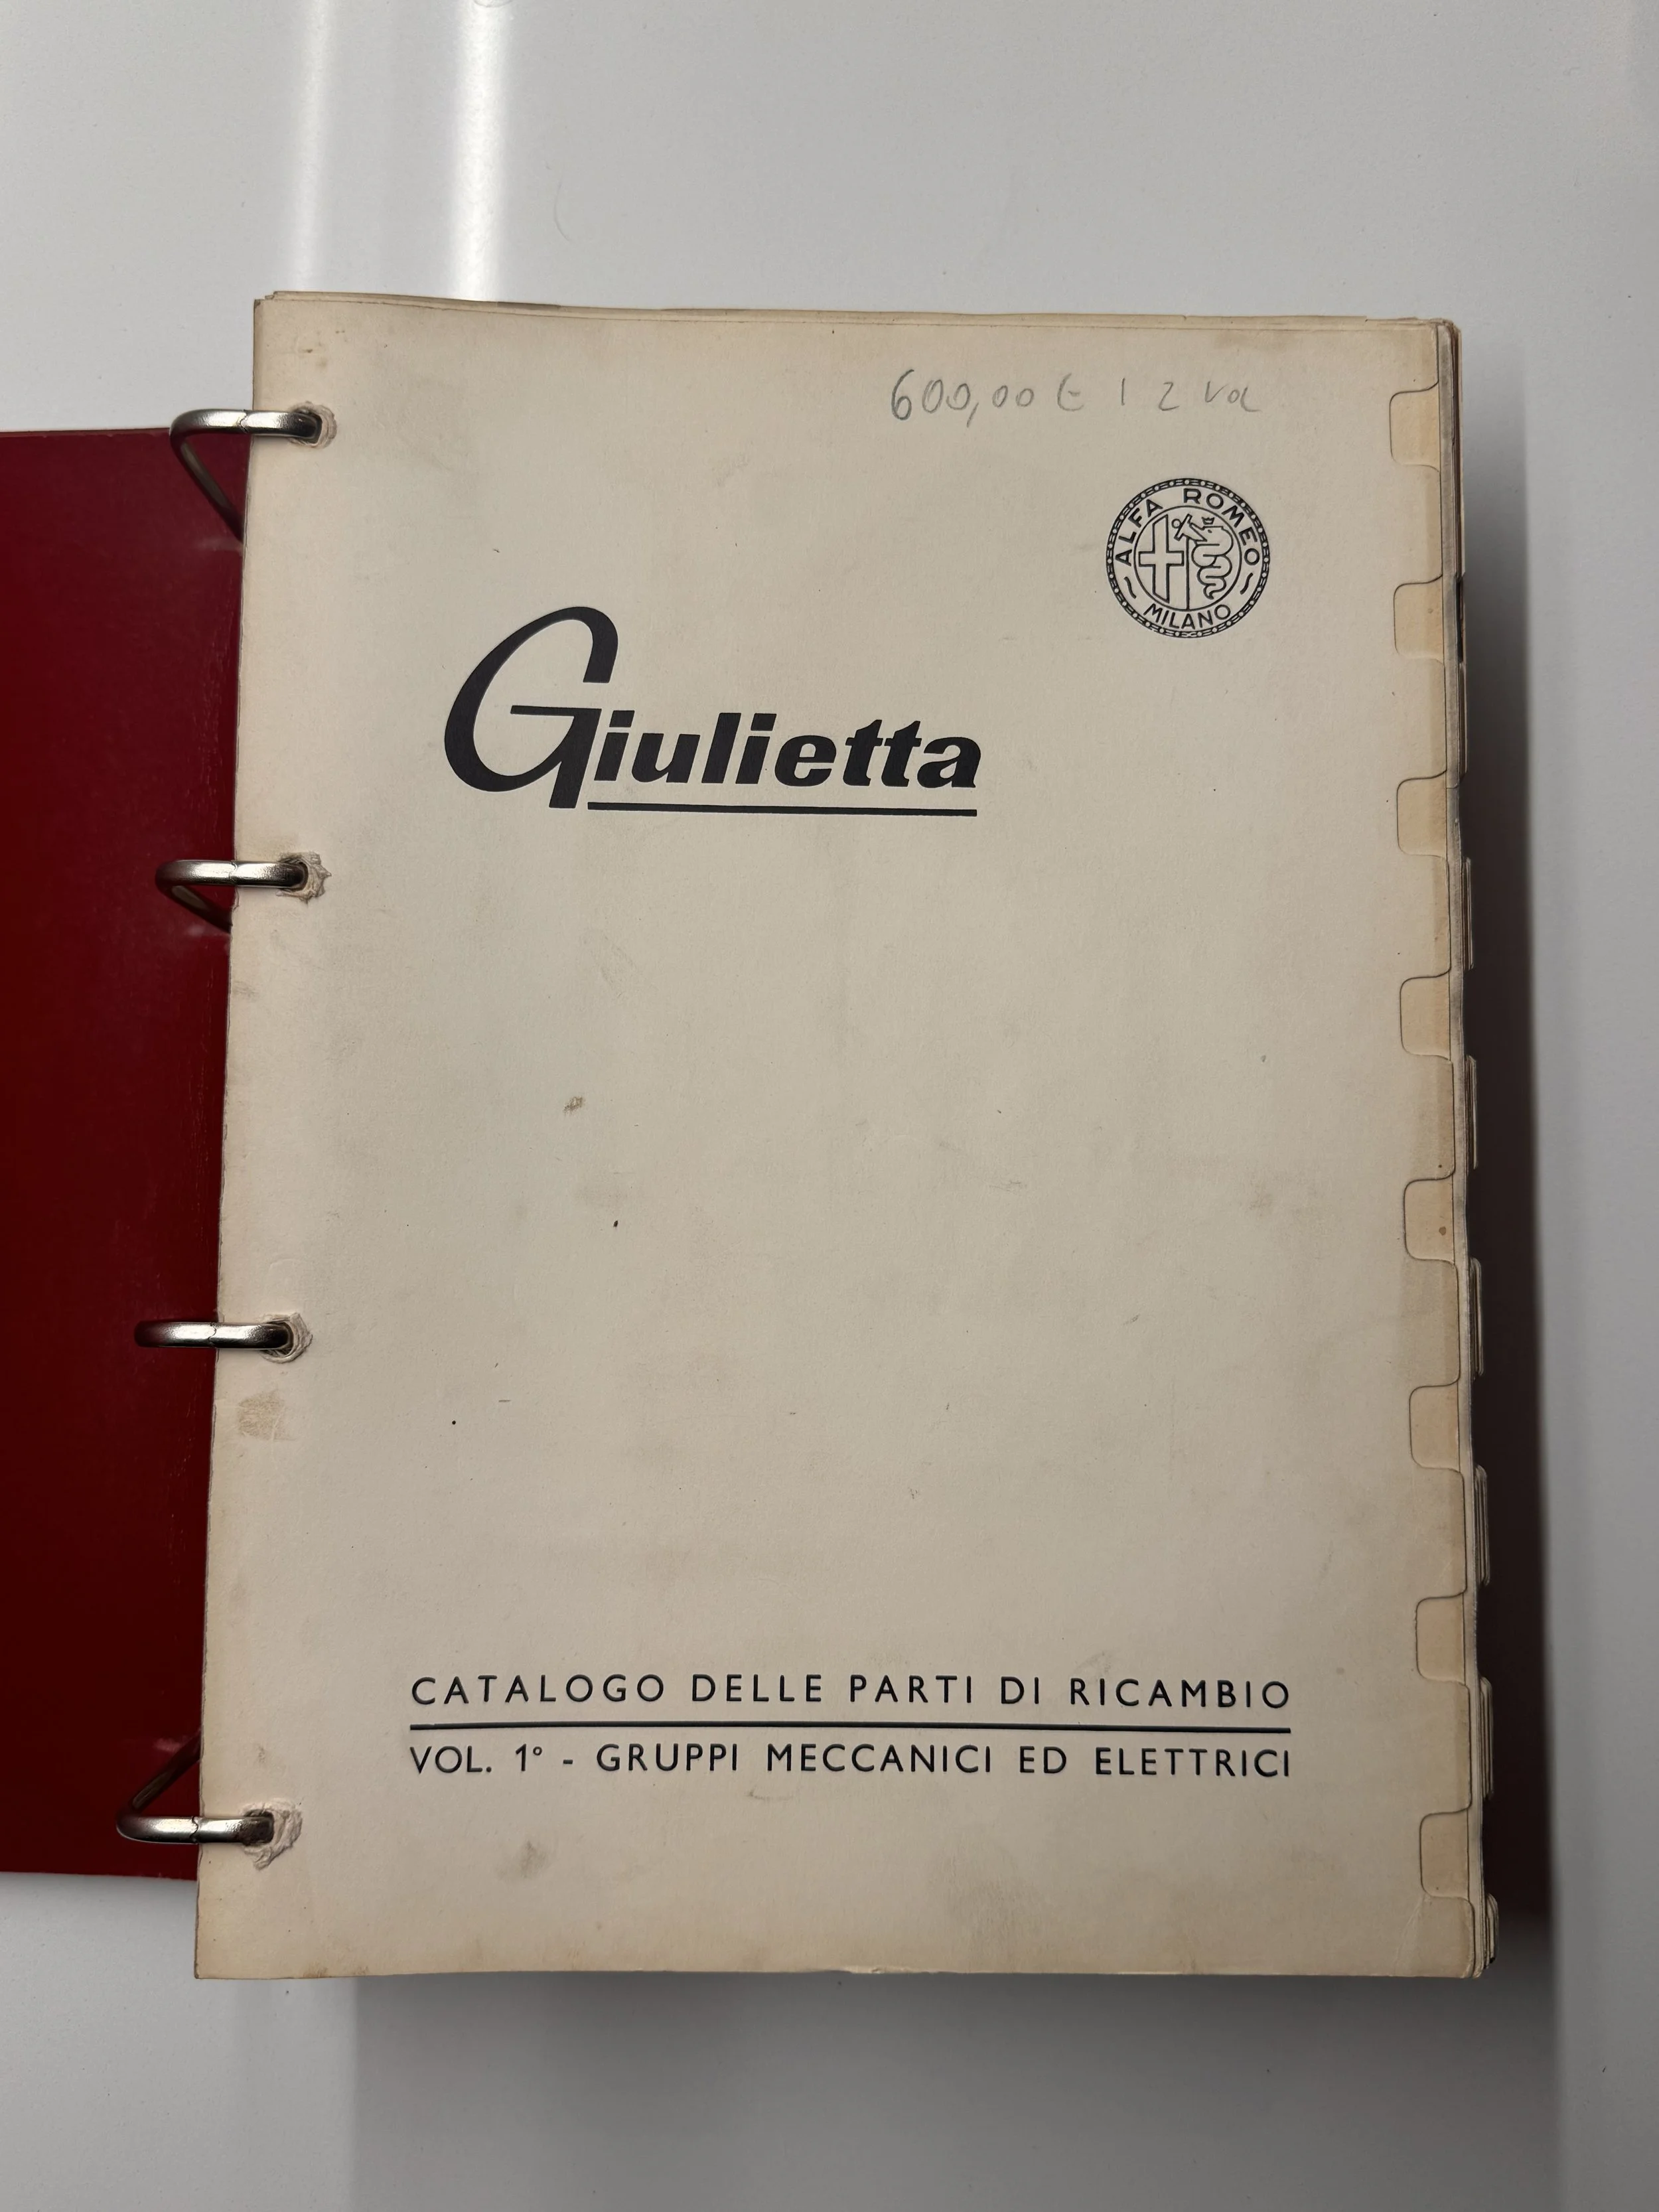 600,00 € I 2 vol
ALFA ROMEO
MILANO
Giulietta
CATALOGO DELLE PARTI DI RICAMBIO
VOL. 1° - GRUPPI MECCANICI ED ELETTRICI